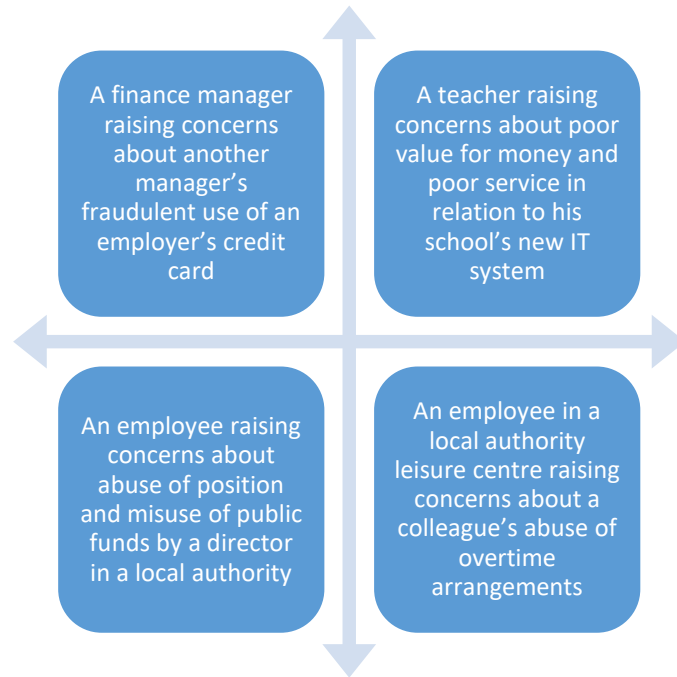 A finance manager
raising concerns
about another
manager’s
fraudulent use of an
employer’s credit
card
A teacher raising
concerns about poor
value for money and
poor service in
relation to his
school’s new IT
system
An employee raising
concerns about
abuse of position
and misuse of public
funds by a director
in a local authority
An employee in a
local authority
leisure centre raising
concerns about a
colleague’s abuse of
overtime
arrangements